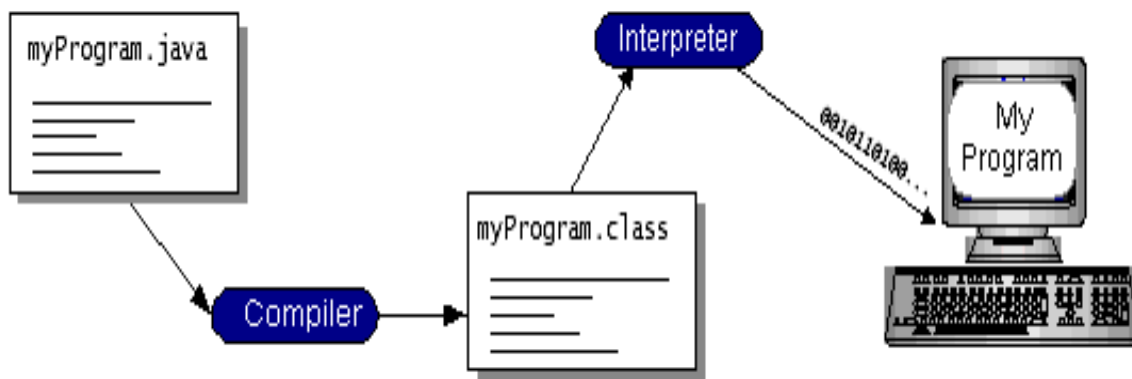 myProgram.java
Compiler
myProgram.class
Interpreter
0010110100...
My
Program